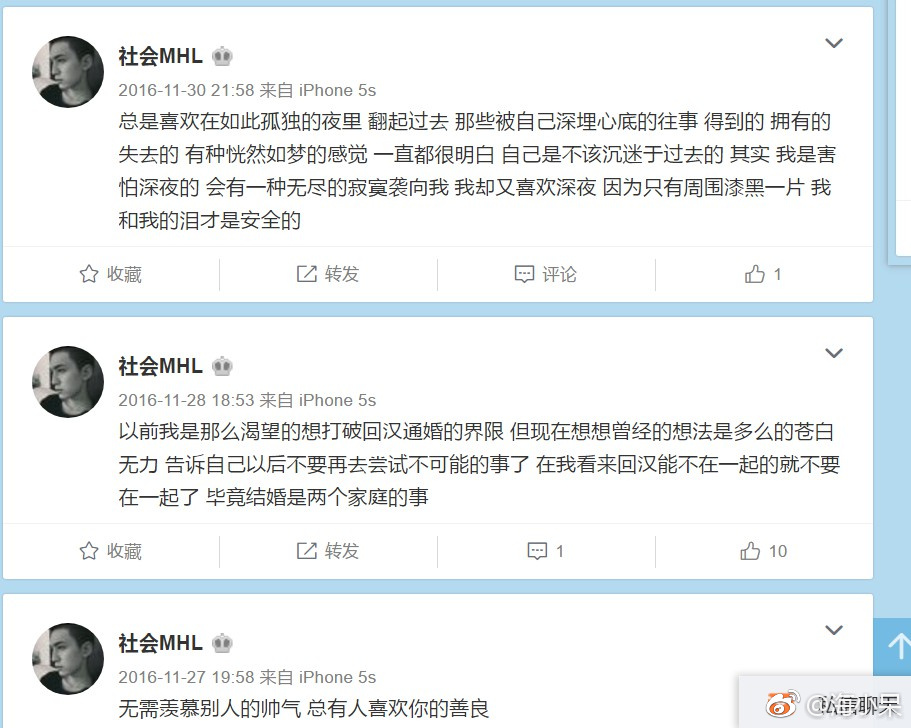 社会MHL
2016-11-30 21:58 来自 iPhone 5s
总是喜欢在如此孤独的夜里 翻起过去 那些被自己深埋心底的往事 得到的 拥有的
失去的 有种恍然如梦的感觉 一直都很明白 自己是不该沉迷于过去的 其实 我是害
怕深夜的 会有一种无尽的寂寞袭向我 我却又喜欢深夜 因为只有周围漆黑一片 我
和我的泪才是安全的
收藏 转发 评论 1
社会MHL
2016-11-28 18:53 来自 iPhone 5s
以前我是那么渴望的想打破回汉通婚的界限 但现在想想曾经的想法是多么的苍白
无力 告诉自己以后不要再去尝试不可能的事了 在我看来回汉能不在一起的就不要
在一起了 毕竟结婚是两个家庭的事
收藏 转发 1 10
社会MHL
2016-11-27 19:58 来自 iPhone 5s
无需羡慕别人的帅气 总有人喜欢你的善良
私信聊天